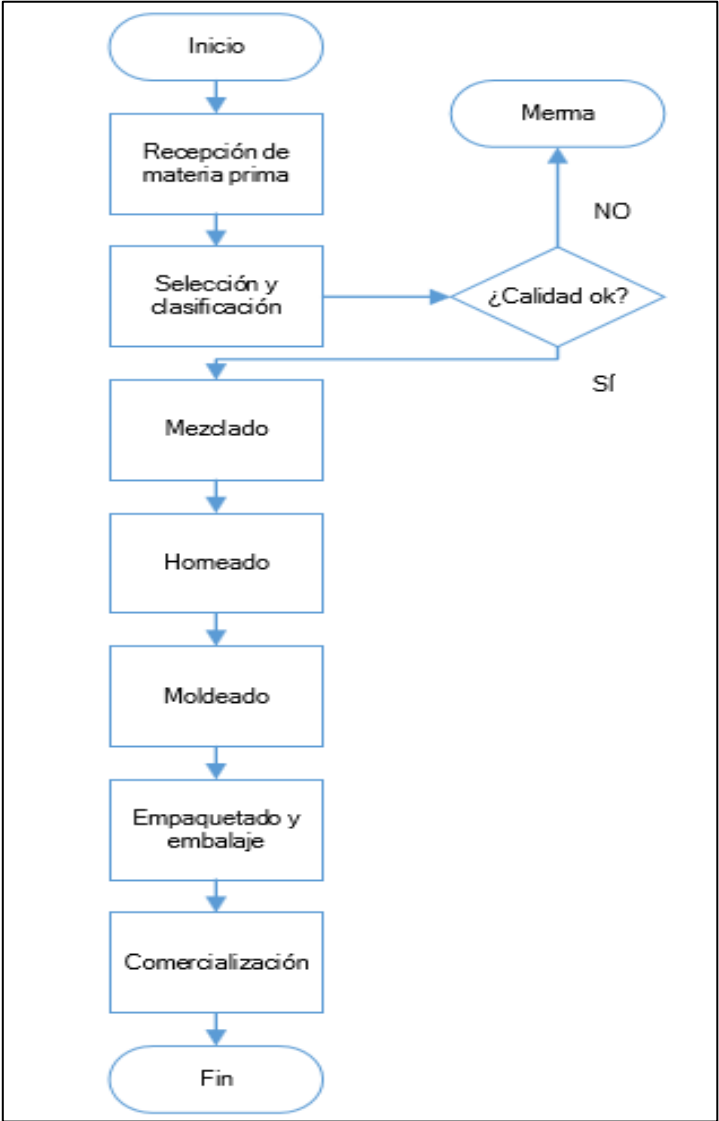 Inicio
Recepción de
materia prima
Selección y
clasificación
¿Calidad ok?
NO
Merma
SÍ
Mezclado
Horneado
Moldeado
Empaquetado y
embalaje
Comercialización
Fin